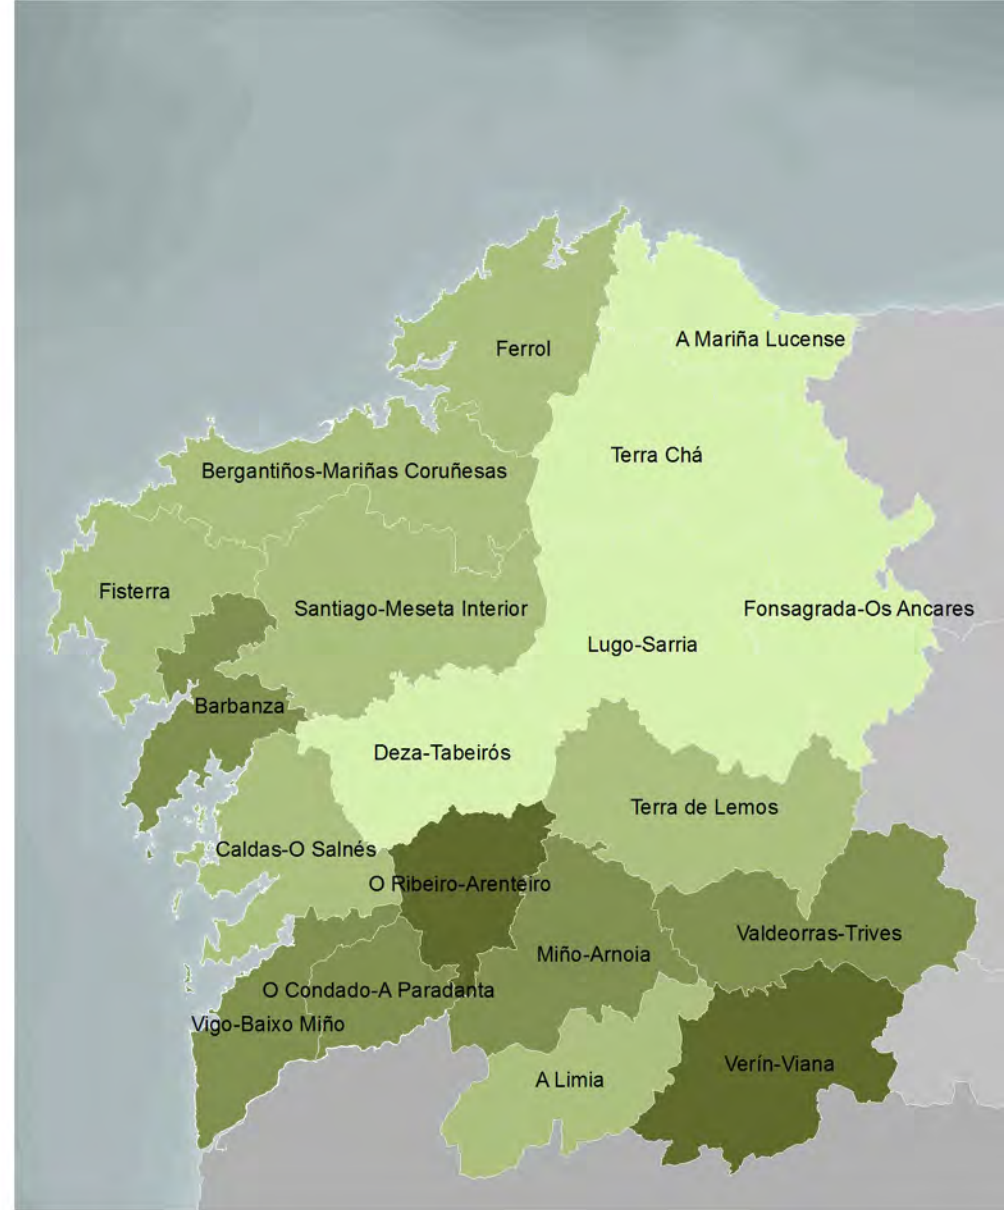 A Mariña Lucense
Ferrol
Terra Chá
Bergantiños-Mariñas Coruñesas
Fisterra
Santiago-Meseta Interior
Fonsagrada-Os Ancares
Lugo-Sarria
Barbanza
Deza-Tabeirós
Terra de Lemos
Caldas-O Salnés
O Ribeiro-Arenteiro
Valdeorras-Trives
Miño-Arnoia
O Condado-A Paradanta
Vigo-Baixo Miño
Verín-Viana
A Limia